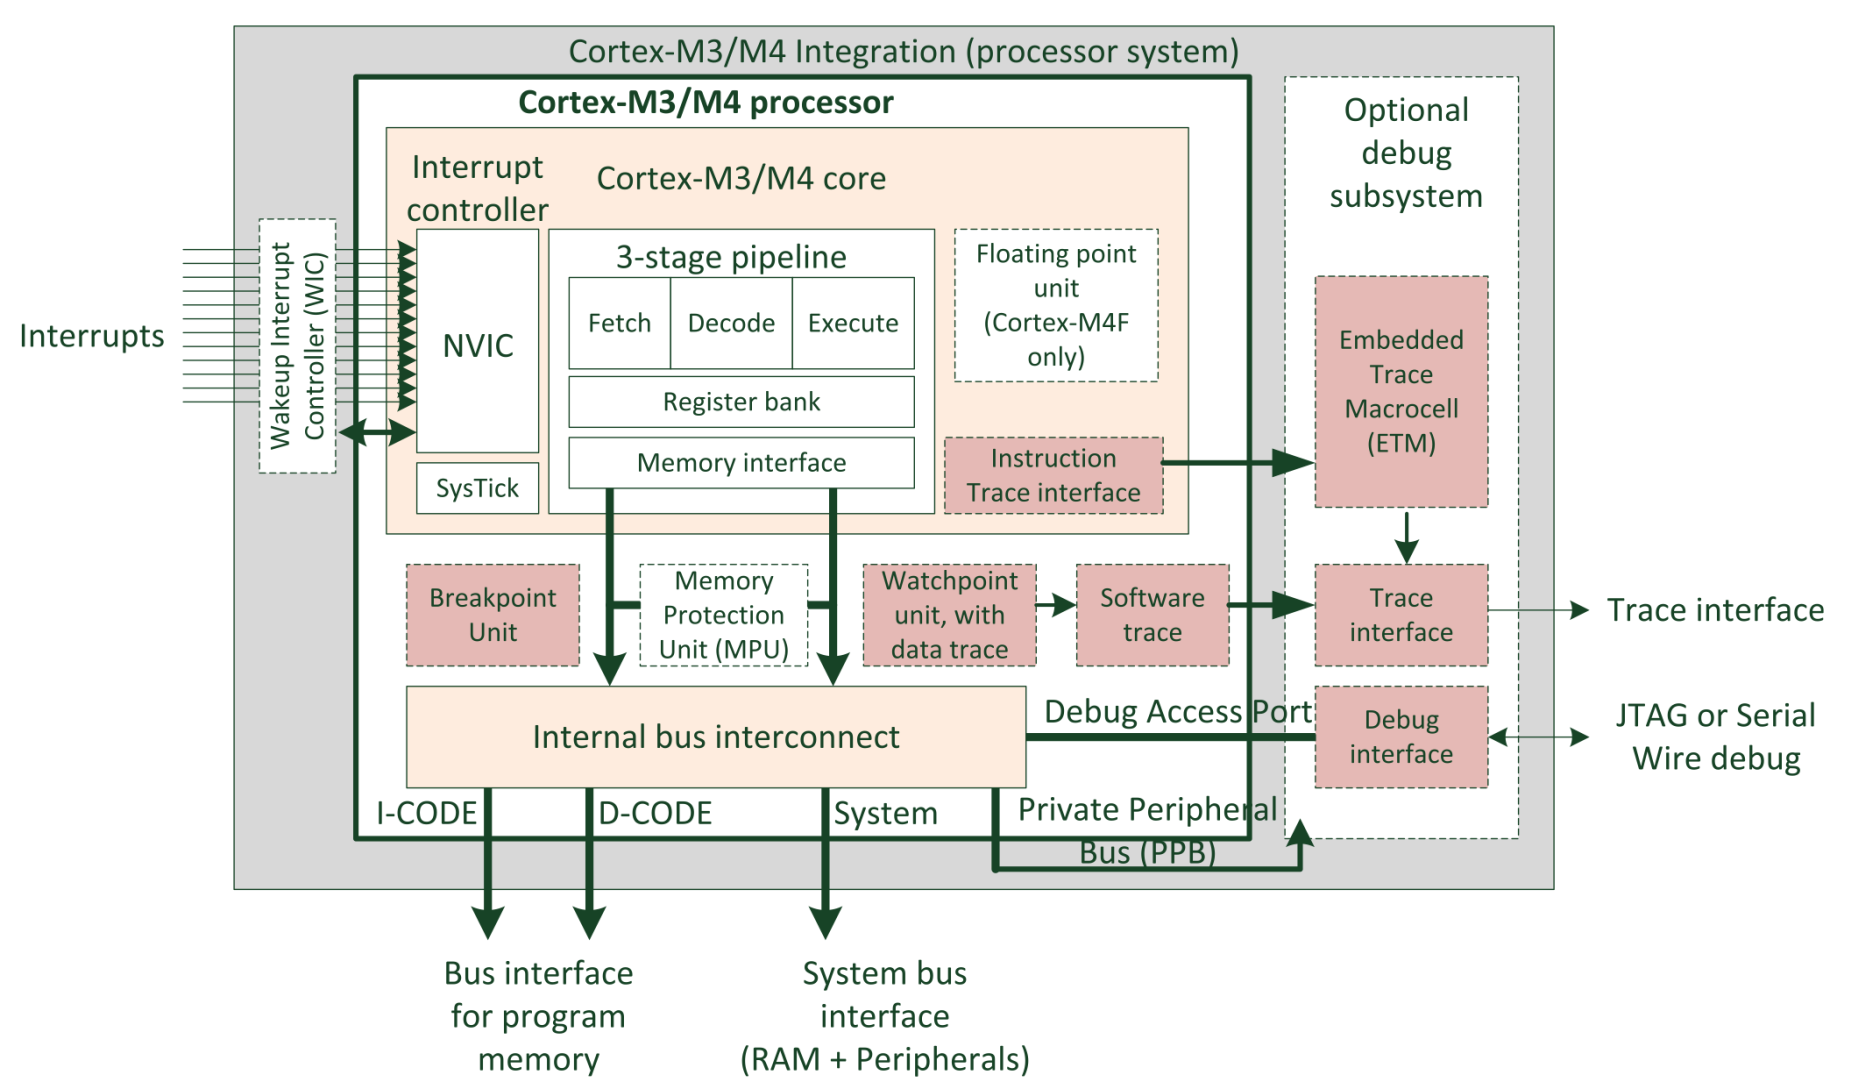 Cortex-M3/M4 Integration (processor system)
Cortex-M3/M4 processor
Optional
debug
subsystem
Interrupt
controller
Cortex-M3/M4 core
Interrupts
Wakeup Interrupt
Controller (WIC)
NVIC
SysTick
3-stage pipeline
Fetch
Decode
Execute
Register bank
Memory interface
Floating point
unit
(Cortex-M4F
only)
Instruction
Trace interface
Embedded
Trace
Macrocell
(ETM)
Breakpoint
Unit
Memory
Protection
Unit (MPU)
Watchpoint
unit, with
data trace
Software
trace
Trace
interface
Trace interface
Internal bus interconnect
Debug Access Port
Debug
interface
JTAG or Serial
Wire debug
I-CODE
D-CODE
System
Private Peripheral
Bus (PPB)
Bus interface
for program
memory
System bus
interface
(RAM + Peripherals)